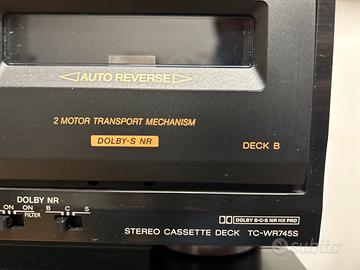 AUTO REVERSE
2 MOTOR TRANSPORT MECHANISM
DOLBY-S NR
DECK B
DOLBY NR
ON ON B C S
FILTER
DOLBY B-C-S NR HX PRO
STEREO CASSETTE DECK TC-WR745S
subito